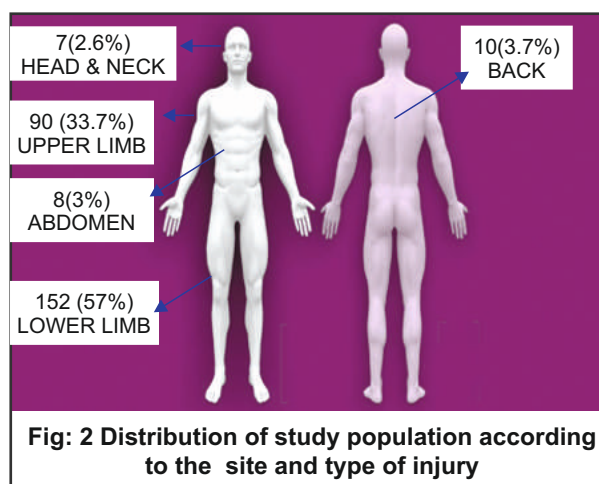 7(2.6%)
HEAD & NECK
90 (33.7%)
UPPER LIMB
8(3%)
ABDOMEN
152 (57%)
LOWER LIMB
10(3.7%)
BACK
Fig: 2 Distribution of study population according
to the site and type of injury